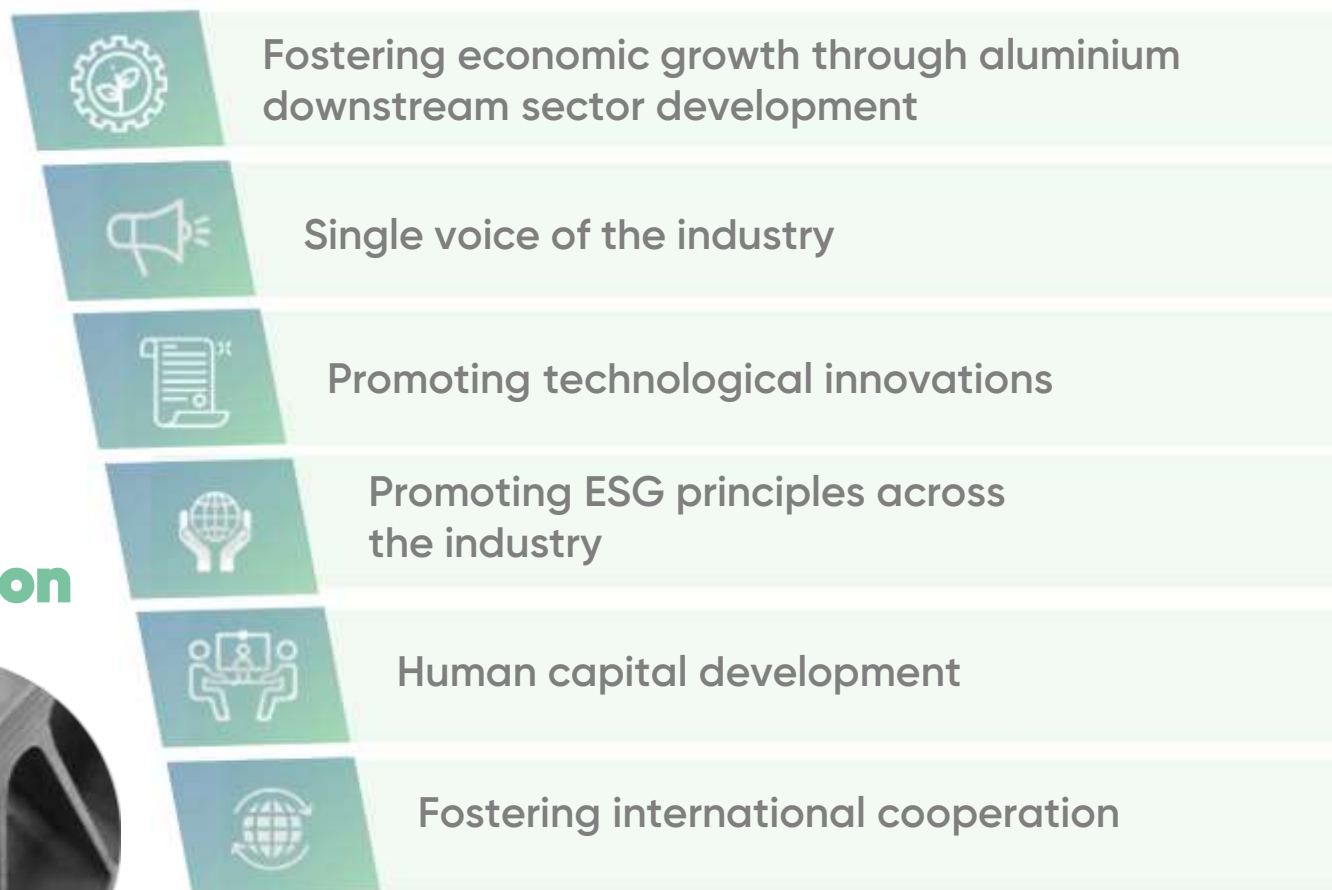 Fostering economic growth through aluminium
downstream sector development
Single voice of the industry
Promoting technological innovations
Promoting ESG principles across
the industry
on
Human capital development
Fostering international cooperation